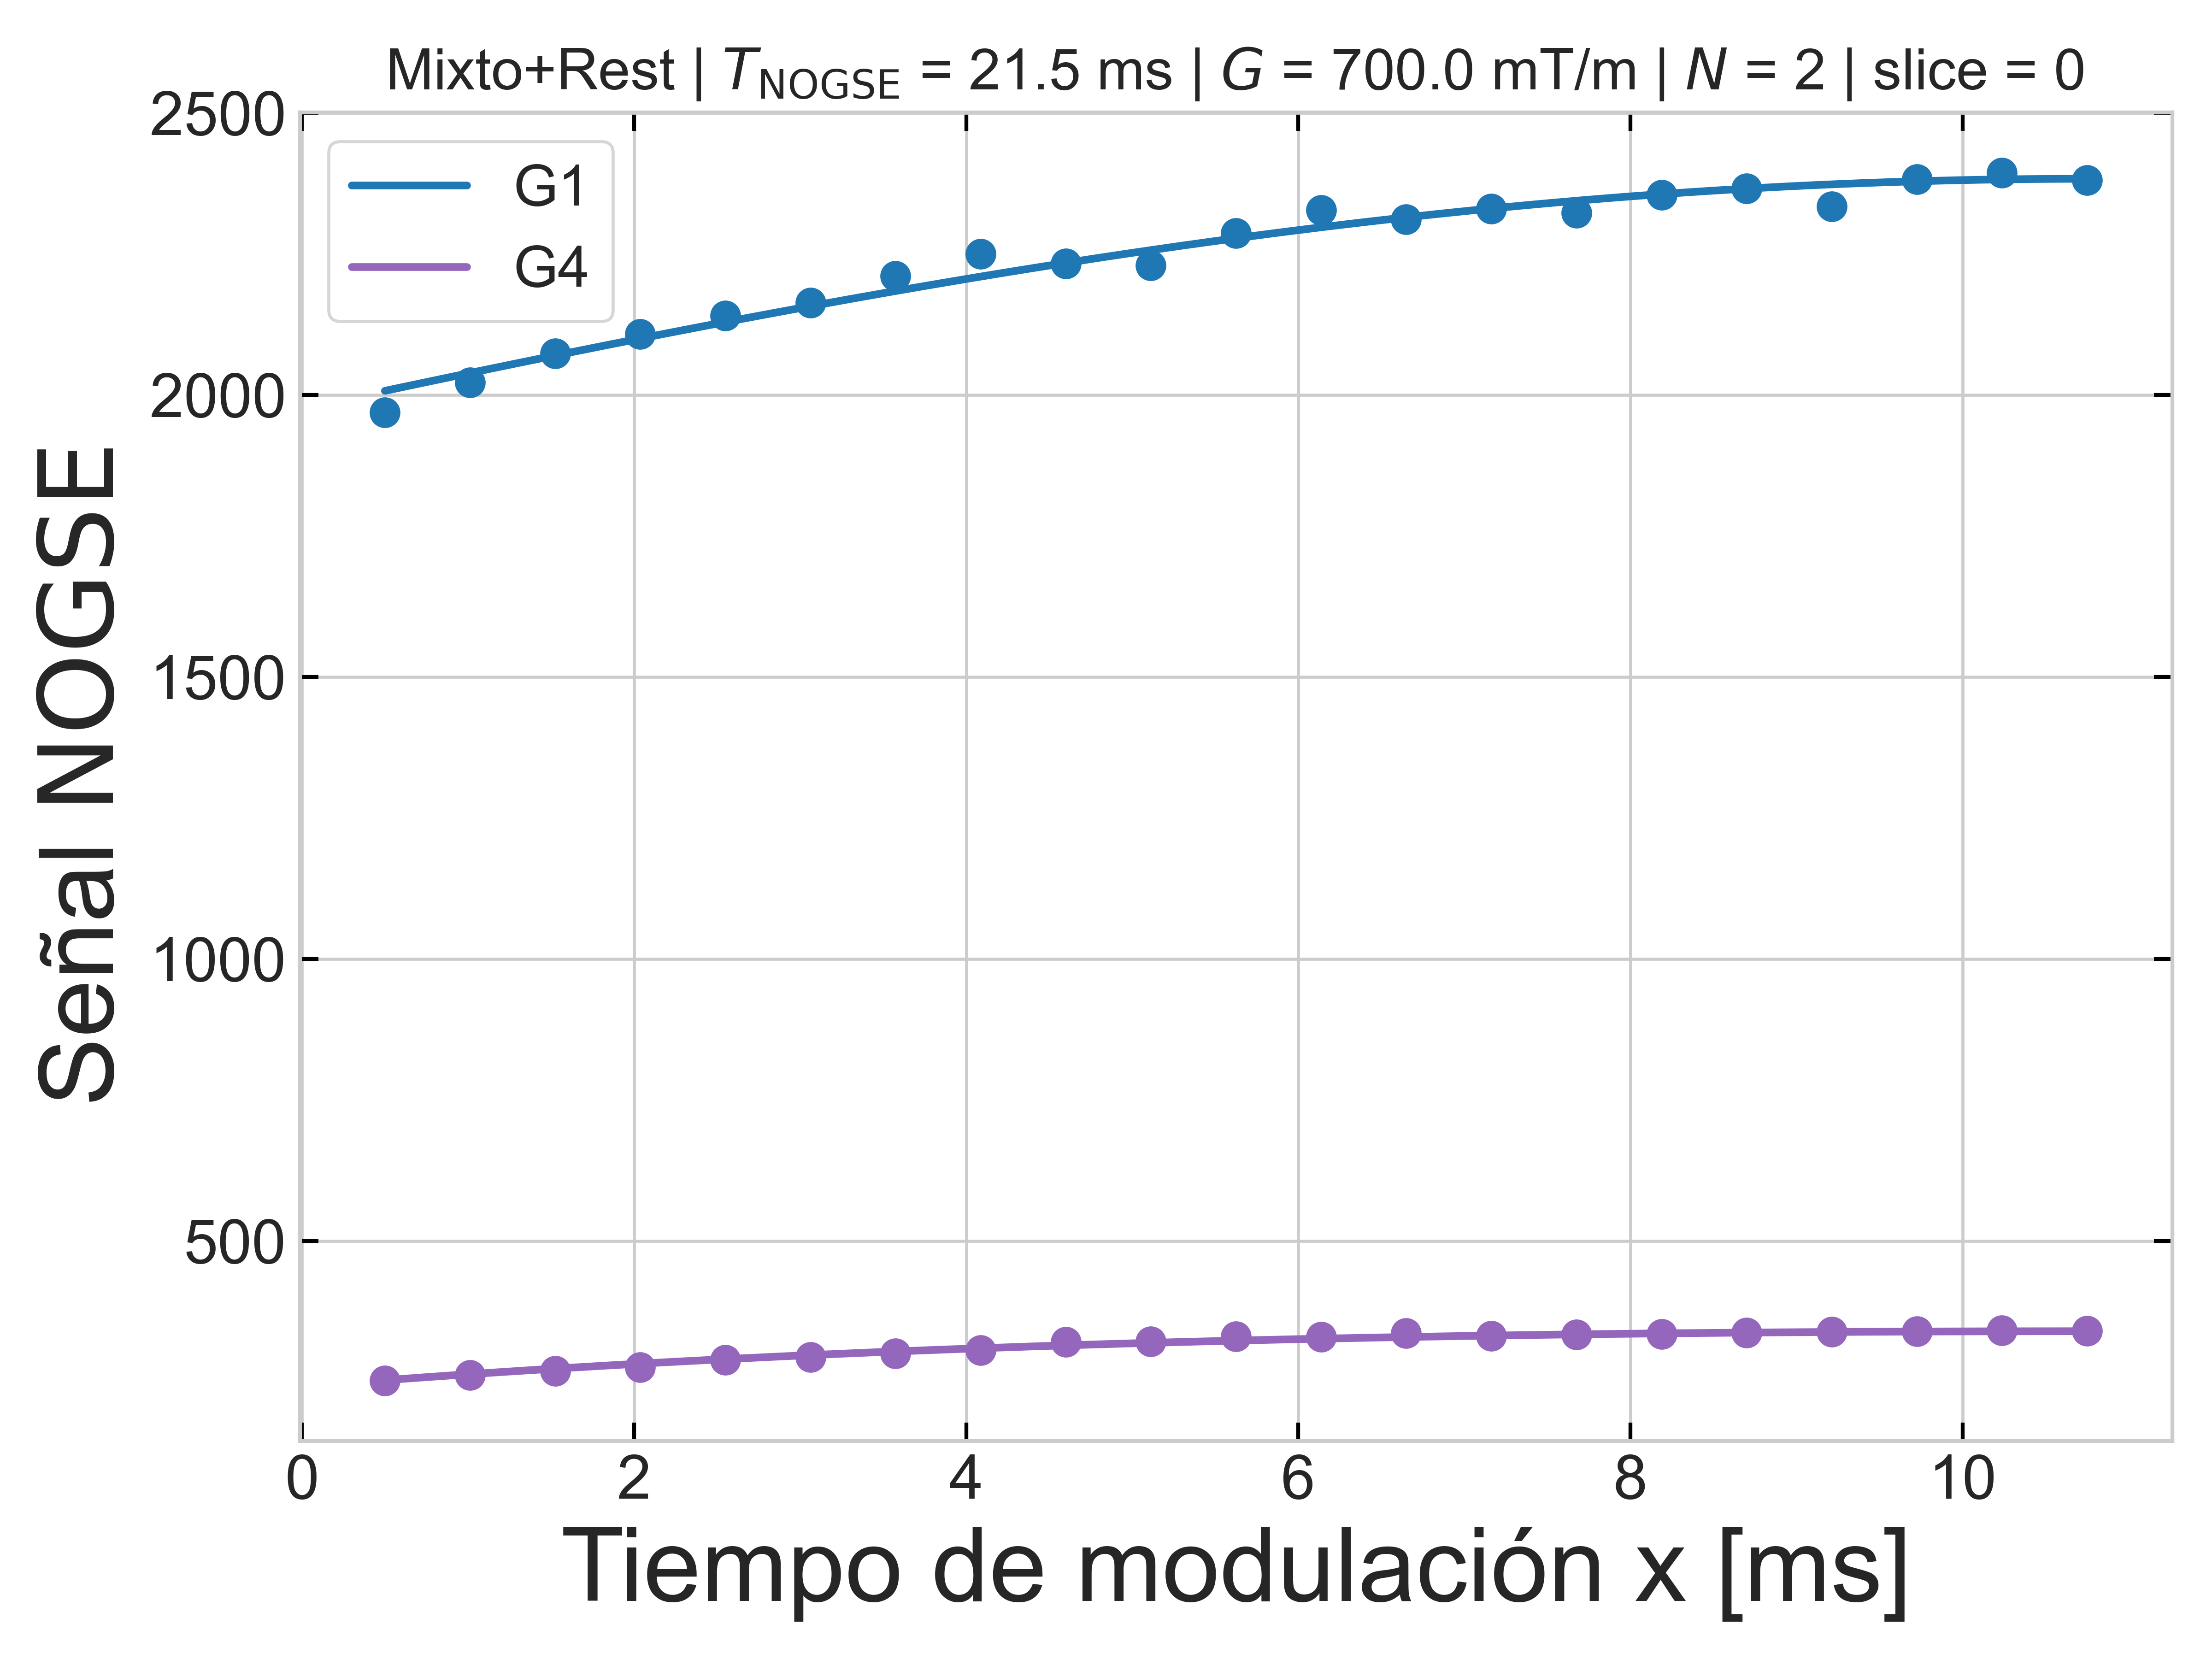 Mixto+Rest | T_NOGSE = 21.5 ms | G = 700.0 mT/m | N = 2 | slice = 0
2500
2000
1500
1000
500
G1
G4
Señal NOGSE
0 2 4 6 8 10
Tiempo de modulación x [ms]